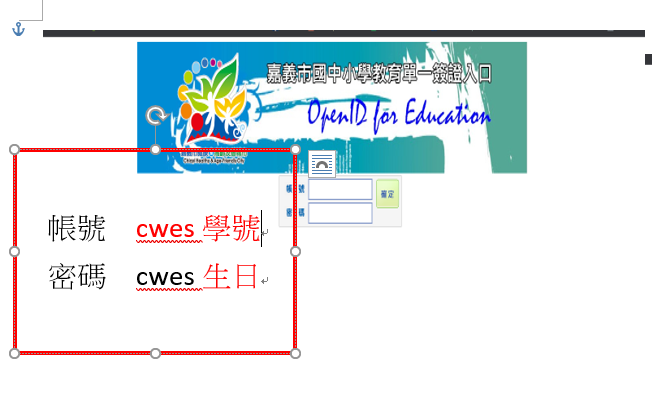 嘉義市國中小學教育單一簽證入口
OpenID for Education
帳號
確定
密碼
帳號 cwes 學號
密碼 cwes 生日